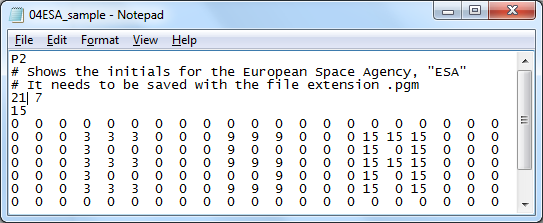 04ESA_sample - Notepad
File Edit Format View Help
P2
# Shows the initials for the European Space Agency, "ESA"
# It needs to be saved with the file extension .pgm
21 7
15
0 0 0 0 0 0 0 0 0 0 0 0 0 0 0 0 0 0 0 0 0
0 0 0 3 3 3 0 0 0 9 9 9 0 0 0 15 15 15 0 0 0
0 0 0 3 0 0 0 0 0 9 0 0 0 0 0 15 0 15 0 0 0
0 0 0 3 3 3 0 0 0 9 9 9 0 0 0 15 15 15 0 0 0
0 0 0 3 0 0 0 0 0 0 0 9 0 0 0 15 0 15 0 0 0
0 0 0 3 3 3 0 0 0 9 9 9 0 0 0 15 0 15 0 0 0
0 0 0 0 0 0 0 0 0 0 0 0 0 0 0 0 0 0 0 0 0